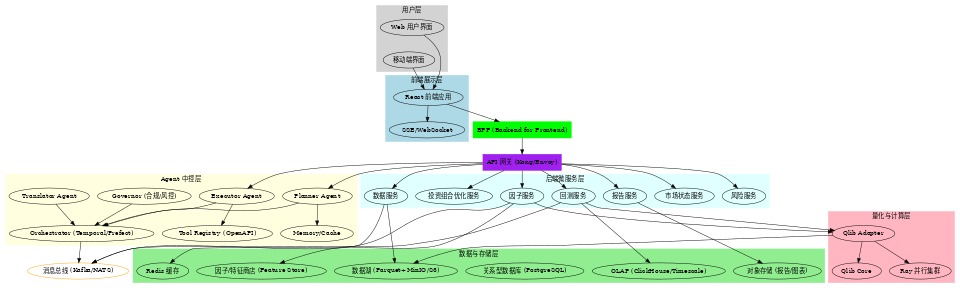 用户层
Web 用户界面
移动端界面
前端展示层
React 前端应用
SSE/WebSocket
BFF (Backend for Frontend)
API 网关 (Kong/Envoy)
Agent 中控层
后端微服务层
Translator Agent
Governor (合规/风控)
Executor Agent
Planner Agent
数据服务
投资组合优化服务
因子服务
回测服务
报告服务
市场状态服务
风险服务
量化与计算层
Orchestrator (Temporal/Prefect)
Tool Registry (OpenAPI)
Memory/Cache
Qlib Adapter
数据与存储层
消息总线 (Kafka/NATS)
Redis 缓存
因子/特征商店 (Feature Store)
数据湖 (Parquet+MinIO/S3)
关系型数据库 (PostgreSQL)
OLAP (ClickHouse/Timescale)
对象存储 (报告/图表)
Qlib Core
Ray 并行集群